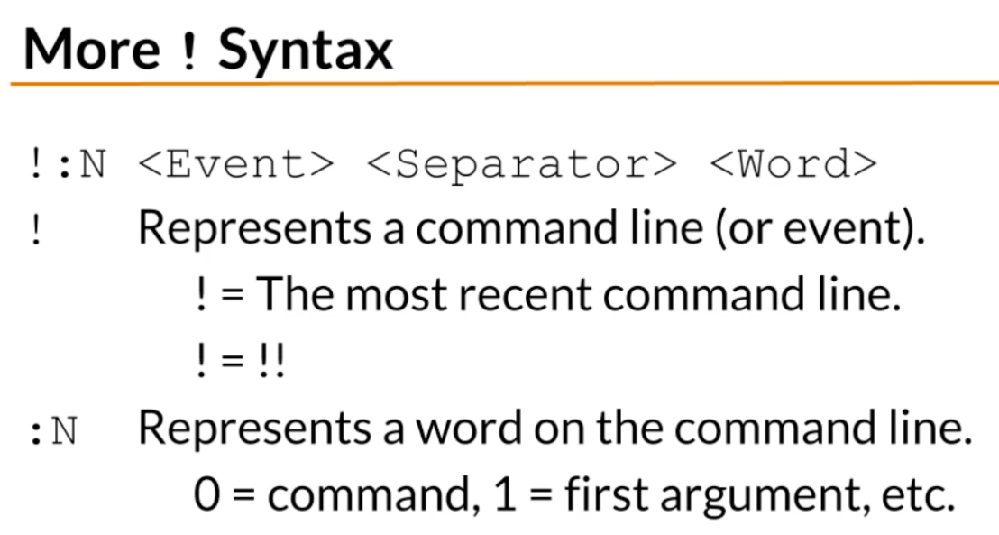 More ! Syntax
!:N <Event> <Separator> <Word>
! Represents a command line (or event).
! = The most recent command line.
! = !!
:N Represents a word on the command line.
0 = command, 1 = first argument, etc.